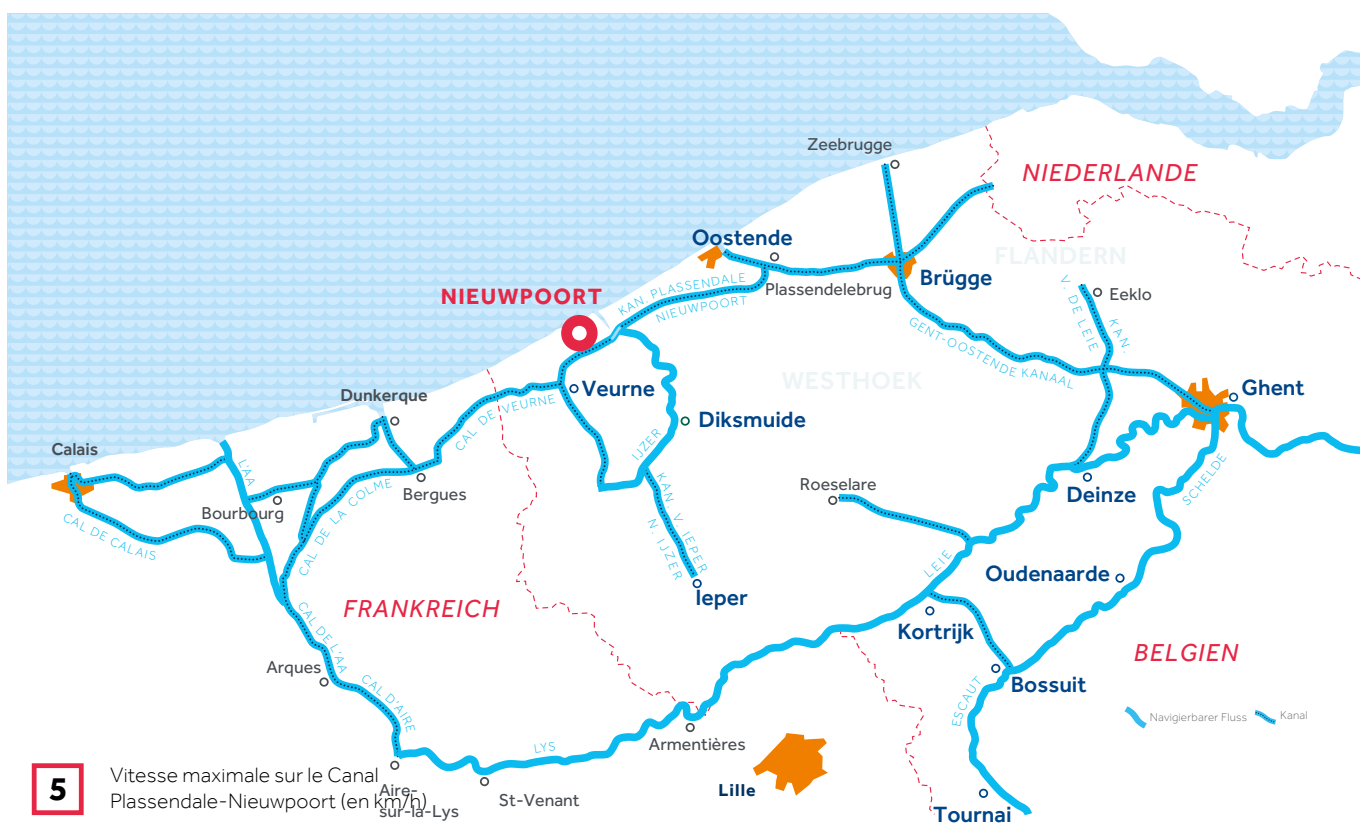 Zeebrugge
NIEDERLANDE
Oostende
FLANDERN
Plassendelebrug
Brügge
Eeklo
KAN. PLASSENDALE
NIEUWPOORT
NIEUWPOORT
V. DE LEIE
KAN.
GENT-OOSTENDE KANAAL
WESTHOEK
Veurne
Ghent
Dunkerque
CAL DE VEURNE
Diksmuide
Calais
IJZER
L'AA
Bergues
Bourbourg
CAL DE LA COLME
CAL DE CALAIS
KAN. V. IEPER
N. IJZER
Roeselare
Deinze
SCHELDE
LEIE
Oudenaarde
Ieper
FRANKREICH
CAL DE L'AA
Kortrijk
BELGIEN
Arques
CAL D'AIRE
Bossuit
ESCAUT
Navigierbarer Fluss
Kanal
Armentières
LYS
Lille
5
Vitesse maximale sur le Canal
Plassendale-Nieuwpoort (en km/h)
Aire-
sur-la-Lys
St-Venant
Tournai